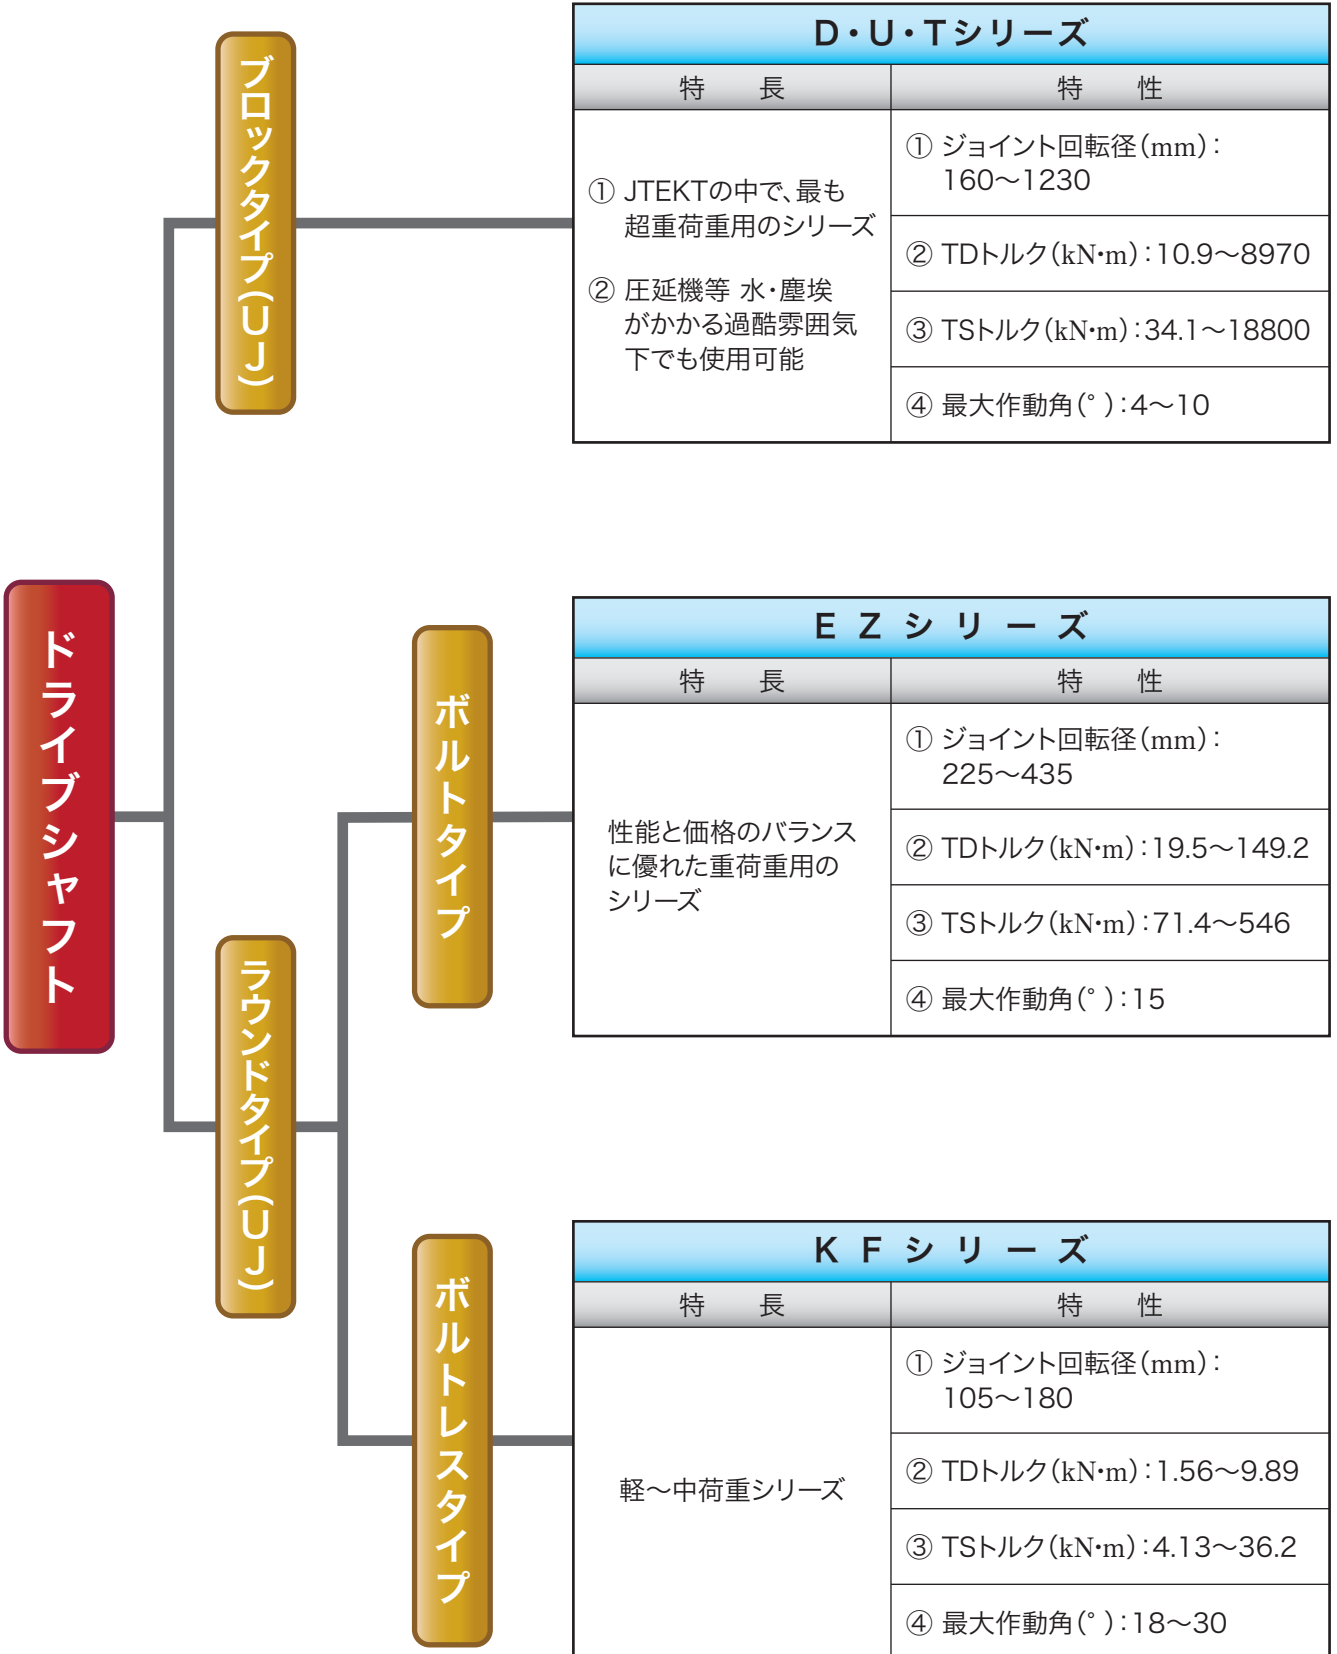 ドライブシャフト
ブロックタイプ(UJ)
D・U・Tシリーズ
特 長
特 性
① JTEKTの中で、最も
超重荷重用のシリーズ
② 圧延機等 水・塵埃
がかかる過酷雰囲気
下でも使用可能
① ジョイント回転径(mm):
160～1230
② TDトルク(kN・m):10.9～8970
③ TSトルク(kN・m):34.1～18800
④ 最大作動角(° ):4～10
ラウンドタイプ(UJ)
ボルトタイプ
EZシリーズ
特 長
特 性
性能と価格のバランス
に優れた重荷重用の
シリーズ
① ジョイント回転径(mm):
225～435
② TDトルク(kN・m):19.5～149.2
③ TSトルク(kN・m):71.4～546
④ 最大作動角(° ):15
ボルトレスタイプ
KFシリーズ
特 長
特 性
軽～中荷重シリーズ
① ジョイント回転径(mm):
105～180
② TDトルク(kN・m):1.56～9.89
③ TSトルク(kN・m):4.13～36.2
④ 最大作動角(° ):18～30